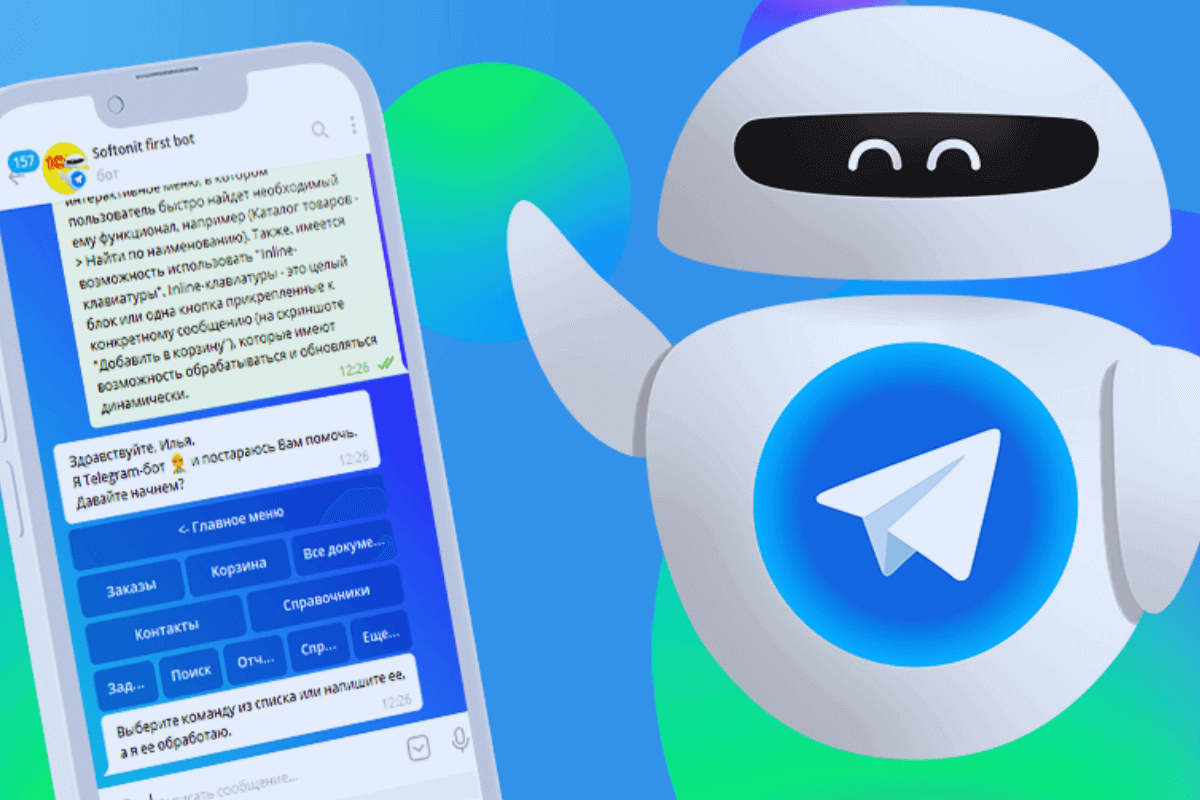 157
Softonit first bot
бот
интерактивное меню, в котором
пользователь быстро найдет необходимый
ему функционал, например (Каталог товаров -
> Найти по наименованию). Также, имеется
возможность использовать "Inline-
клавиатуры". Inline-клавиатуры - это целый
блок или одна кнопка прикрепленные к
конкретному сообщению (на скриншоте
"Добавить в корзину"), которые имеют
возможность обрабатываться и обновляться
динамически.
12:26
Здравствуйте, Илья.
Я Telegram-бот и постараюсь Вам помочь.
Давайте начнем?
12:26
<- Главное меню
Заказы
Корзина
Все докуме...
Контакты
Справочники
Зад...
Поиск
Отч...
Спр...
Еще...
Выберите команду из списка или напишите ее,
а я ее обработаю.
12:26
сообщение...